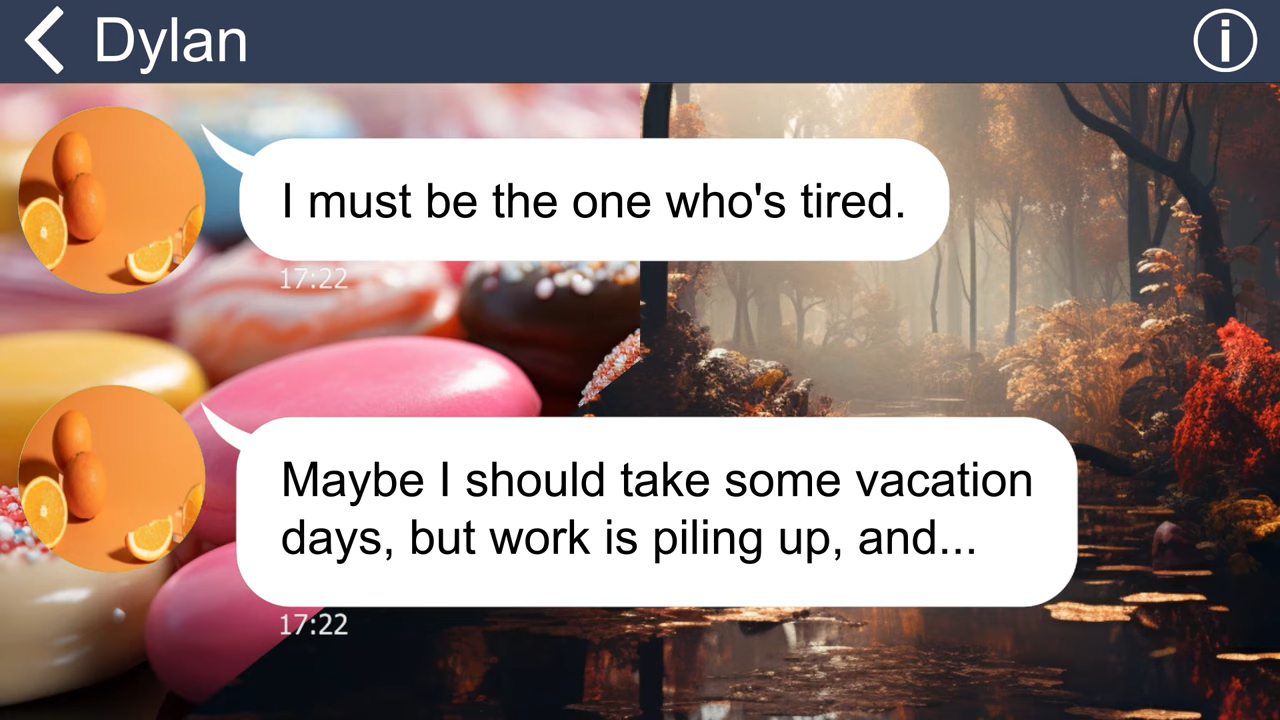 Dylan
I must be the one who's tired.
17:22
Maybe I should take some vacation
days, but work is piling up, and...
17:22